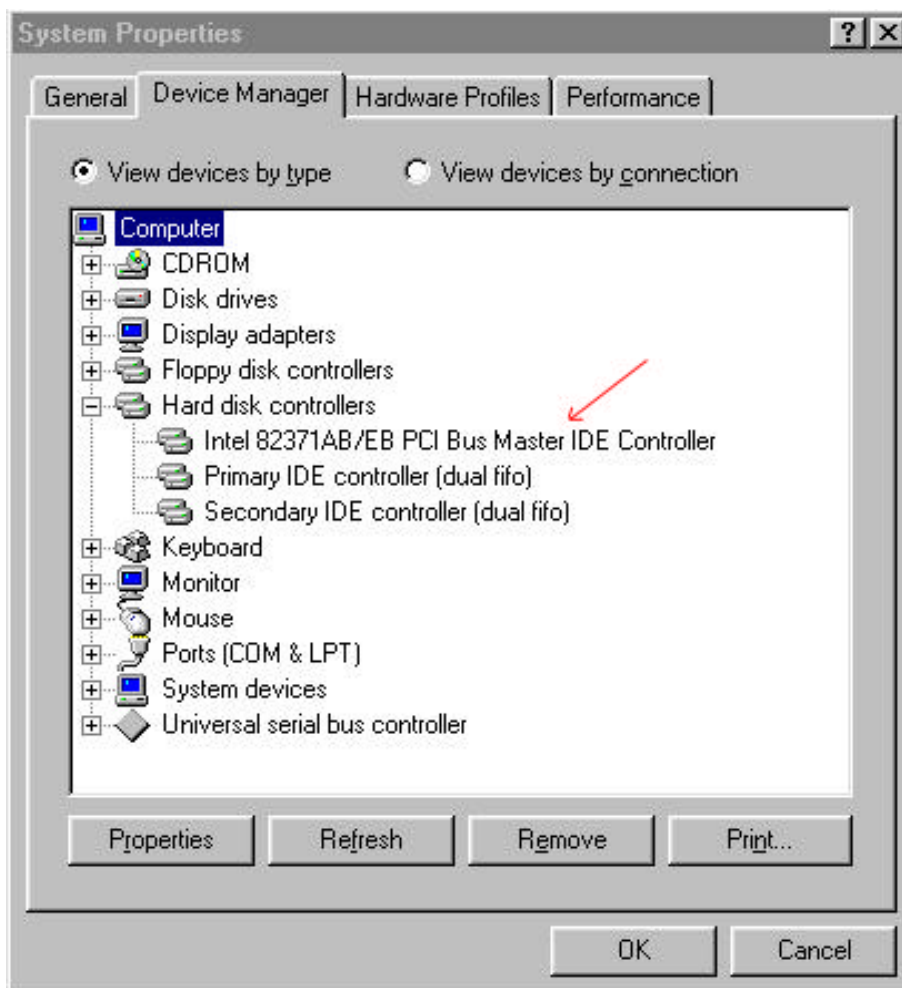 System Properties
General Device Manager Hardware Profiles Performance
View devices by type View devices by connection
Computer
CDROM
Disk drives
Display adapters
Floppy disk controllers
Hard disk controllers
Intel 82371AB/EB PCI Bus Master IDE Controller
Primary IDE controller (dual fifo)
Secondary IDE controller (dual fifo)
Keyboard
Monitor
Mouse
Ports (COM & LPT)
System devices
Universal serial bus controller
Properties Refresh Remove Print...
OK Cancel